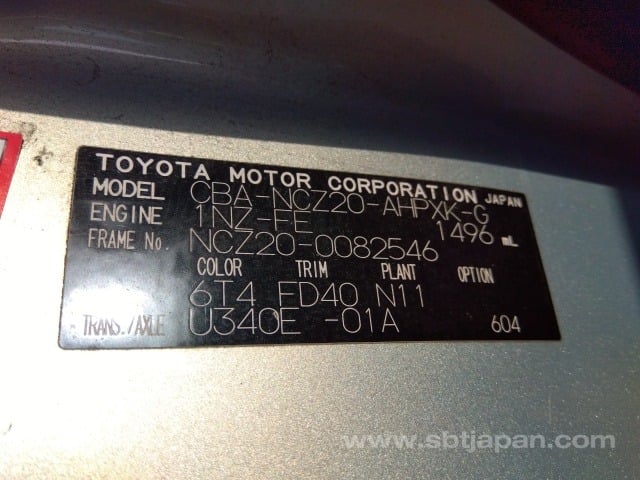 TOYOTA MOTOR CORPORATION JAPAN
MODEL CBA-NCZ20-AHPXK-G
ENGINE 1NZ-FE 1496 mL
FRAME No. NCZ20-0082546
COLOR TRIM PLANT OPTION
6T4 FD40 N11
TRANS./AXLE U340E -01A 604
www.sbtjapan.com